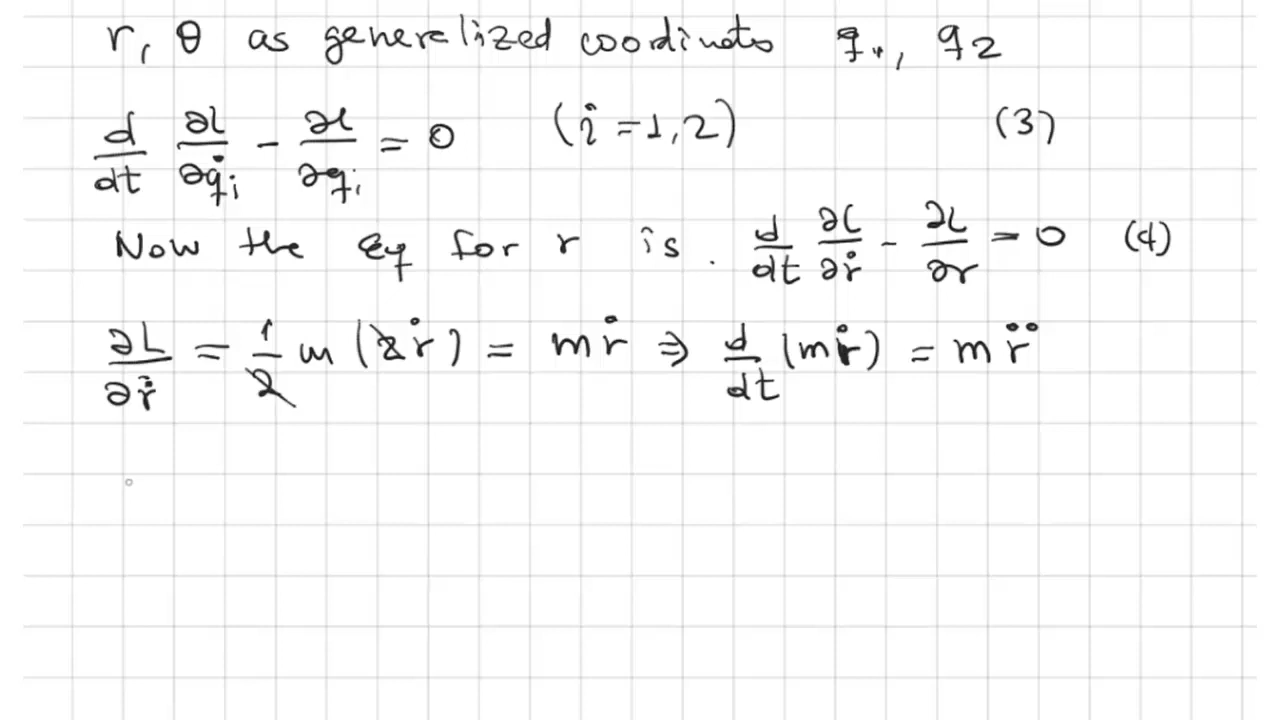 r, θ as generalized coordinates q₁, q₂
d/dt ∂L/∂q̇ᵢ - ∂L/∂qᵢ = 0 (i = 1, 2) (3)
Now the eq for r is. d/dt ∂L/∂ṙ - ∂L/∂r = 0 (4)
∂L/∂ṙ = 1/2 m (2ṙ) = mṙ ⇒ d/dt (mṙ) = mr̈